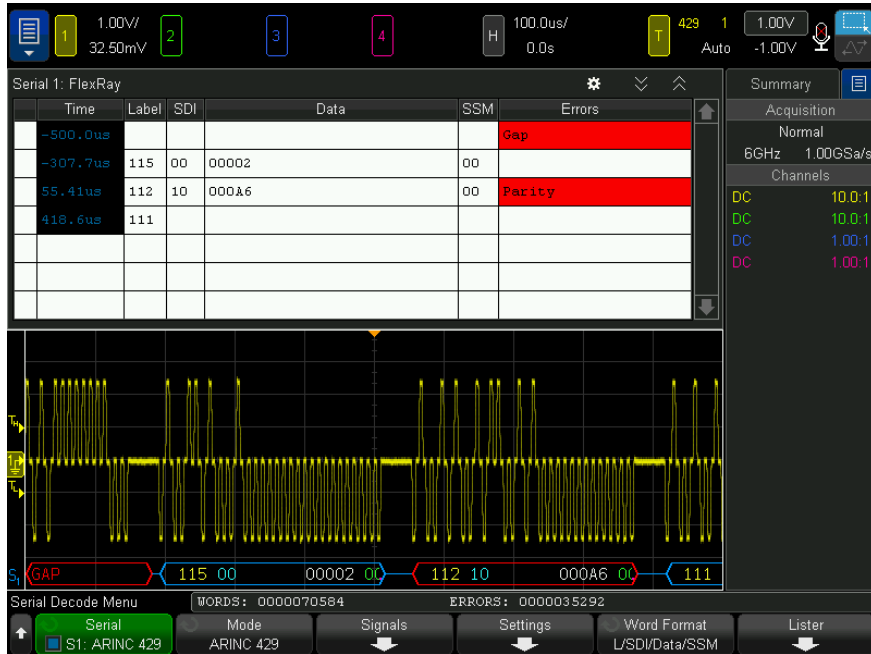 1 1.00V/ 32.50mV 2 3 4 H 100.0us/ 0.0s T 429 1 Auto 1.00V -1.00V
Serial 1: FlexRay
Time Label SDI Data SSM Errors
-500.0us Gap
-307.7us 115 00 00002 00
55.41us 112 10 000A6 00 Parity
418.6us 111
Summary
Acquisition
Normal
6GHz 1.00GSa/s
Channels
DC 10.0:1
DC 10.0:1
DC 1.00:1
DC 1.00:1
TH
1
TL
S1 GAP 115 00 00002 00 112 10 000A6 00 111
Serial Decode Menu WORDS: 0000070584 ERRORS: 0000035292
Serial Mode Signals Settings Word Format Lister
S1: ARINC 429 ARINC 429 L/SDI/Data/SSM